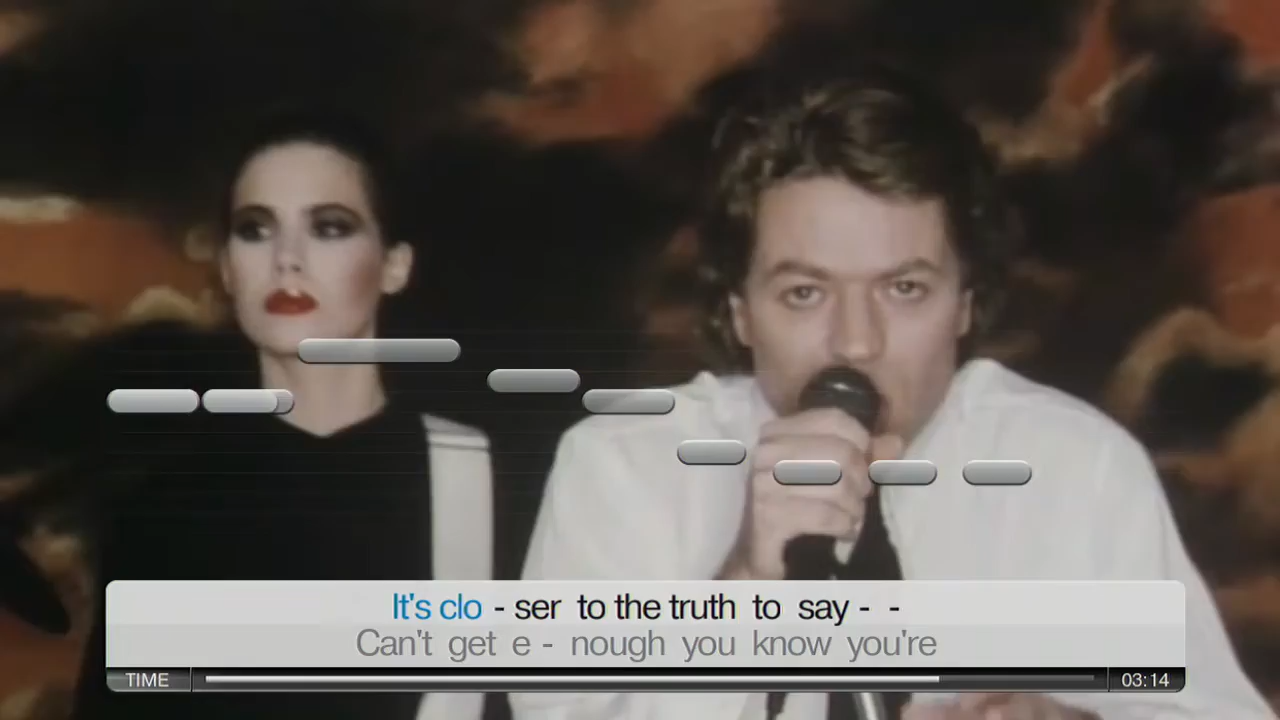 It's clo - ser to the truth to say - -
Can't get e - nough you know you're
TIME 03:14